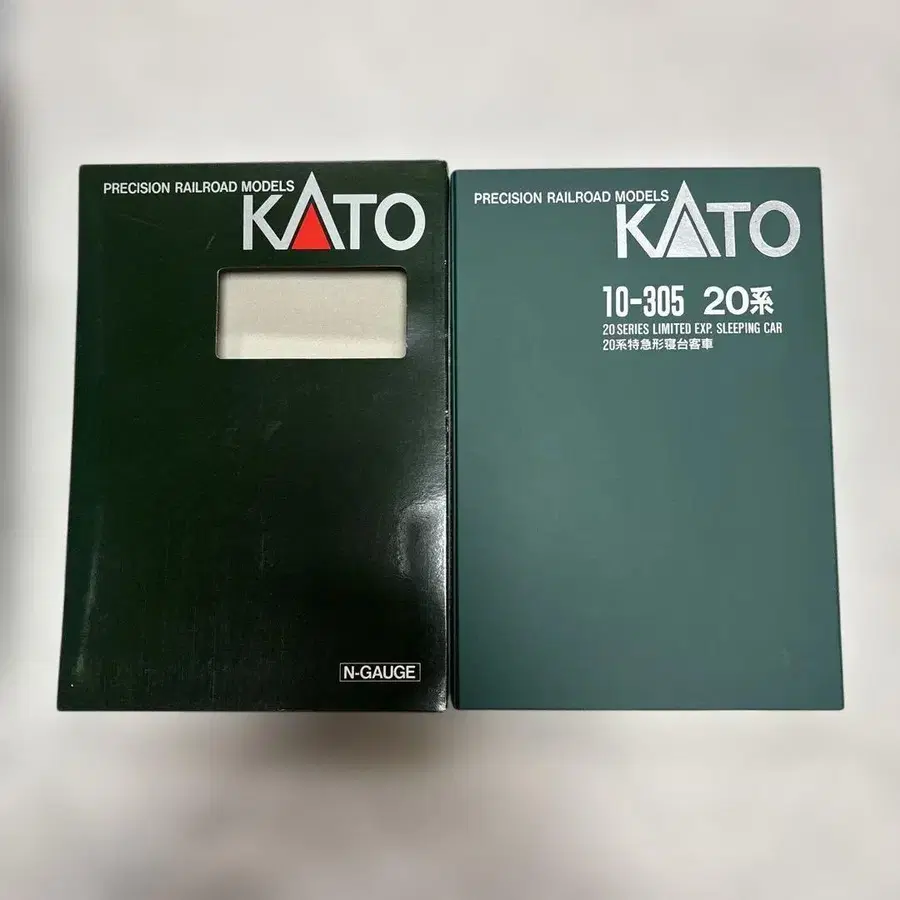 PRECISION RAILROAD MODELS
KATO
N-GAUGE
PRECISION RAILROAD MODELS
KATO
10-305 20系
20 SERIES LIMITED EXP. SLEEPING CAR
20系特急形寝台客車